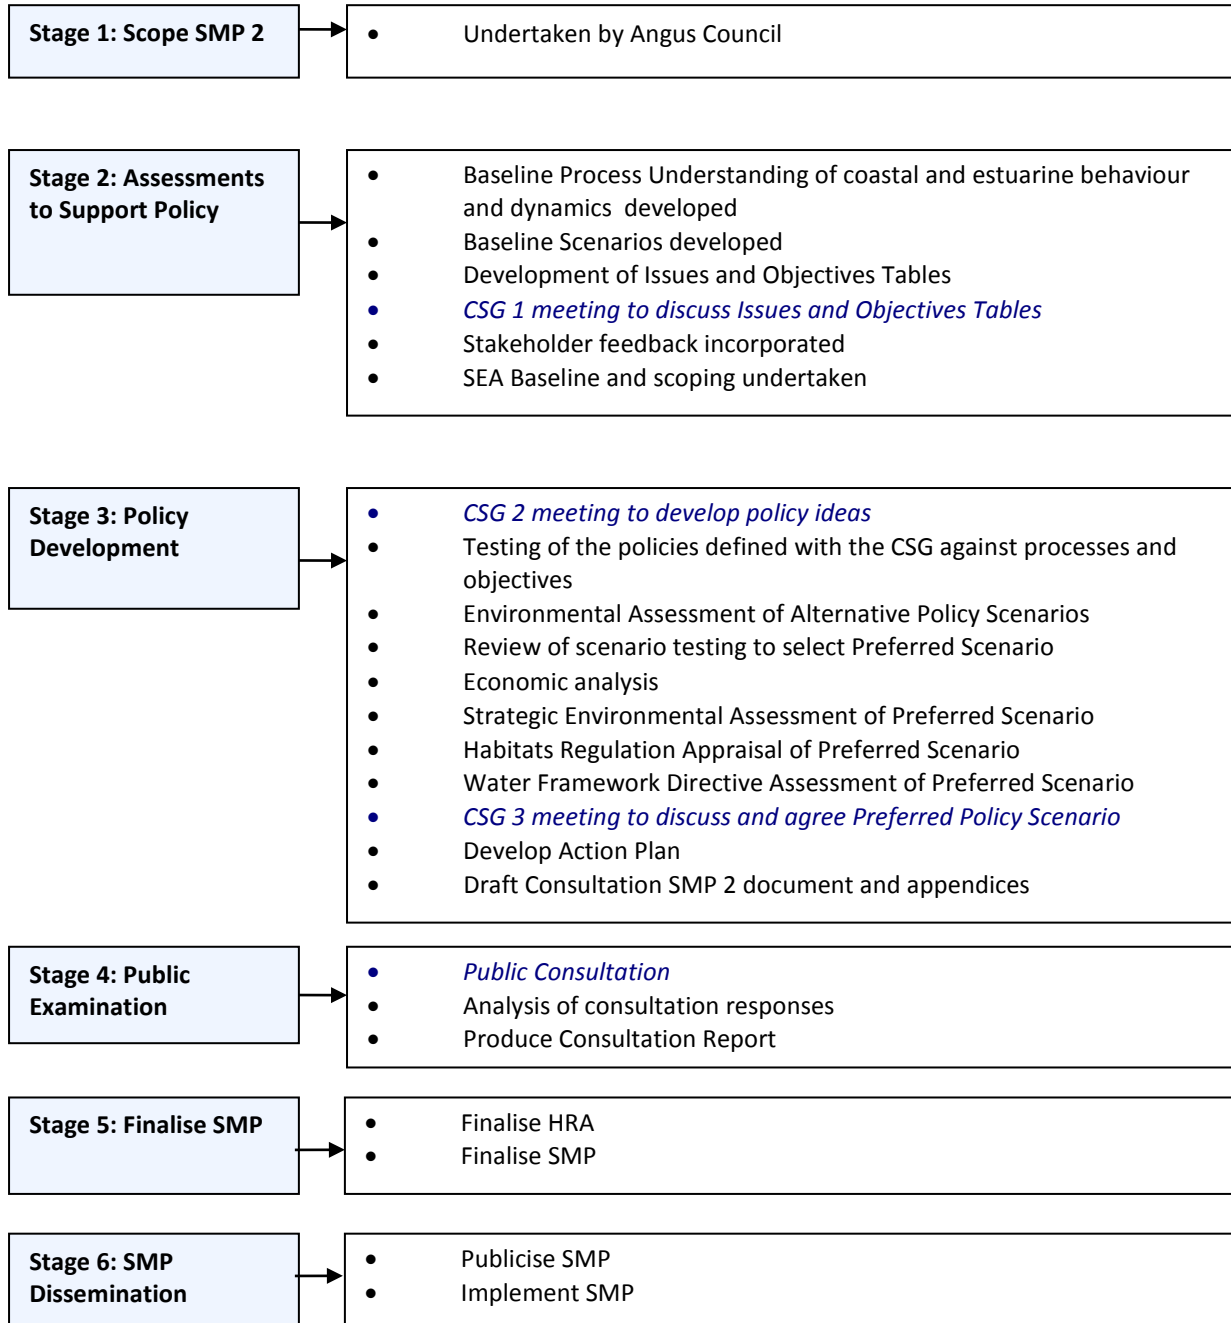 Stage 1: Scope SMP 2
• Undertaken by Angus Council
Stage 2: Assessments
to Support Policy
• Baseline Process Understanding of coastal and estuarine behaviour
and dynamics developed
• Baseline Scenarios developed
• Development of Issues and Objectives Tables
• CSG 1 meeting to discuss Issues and Objectives Tables
• Stakeholder feedback incorporated
• SEA Baseline and scoping undertaken
Stage 3: Policy
Development
• CSG 2 meeting to develop policy ideas
• Testing of the policies defined with the CSG against processes and
objectives
• Environmental Assessment of Alternative Policy Scenarios
• Review of scenario testing to select Preferred Scenario
• Economic analysis
• Strategic Environmental Assessment of Preferred Scenario
• Habitats Regulation Appraisal of Preferred Scenario
• Water Framework Directive Assessment of Preferred Scenario
• CSG 3 meeting to discuss and agree Preferred Policy Scenario
• Develop Action Plan
• Draft Consultation SMP 2 document and appendices
Stage 4: Public
Examination
• Public Consultation
• Analysis of consultation responses
• Produce Consultation Report
Stage 5: Finalise SMP
• Finalise HRA
• Finalise SMP
Stage 6: SMP
Dissemination
• Publicise SMP
• Implement SMP